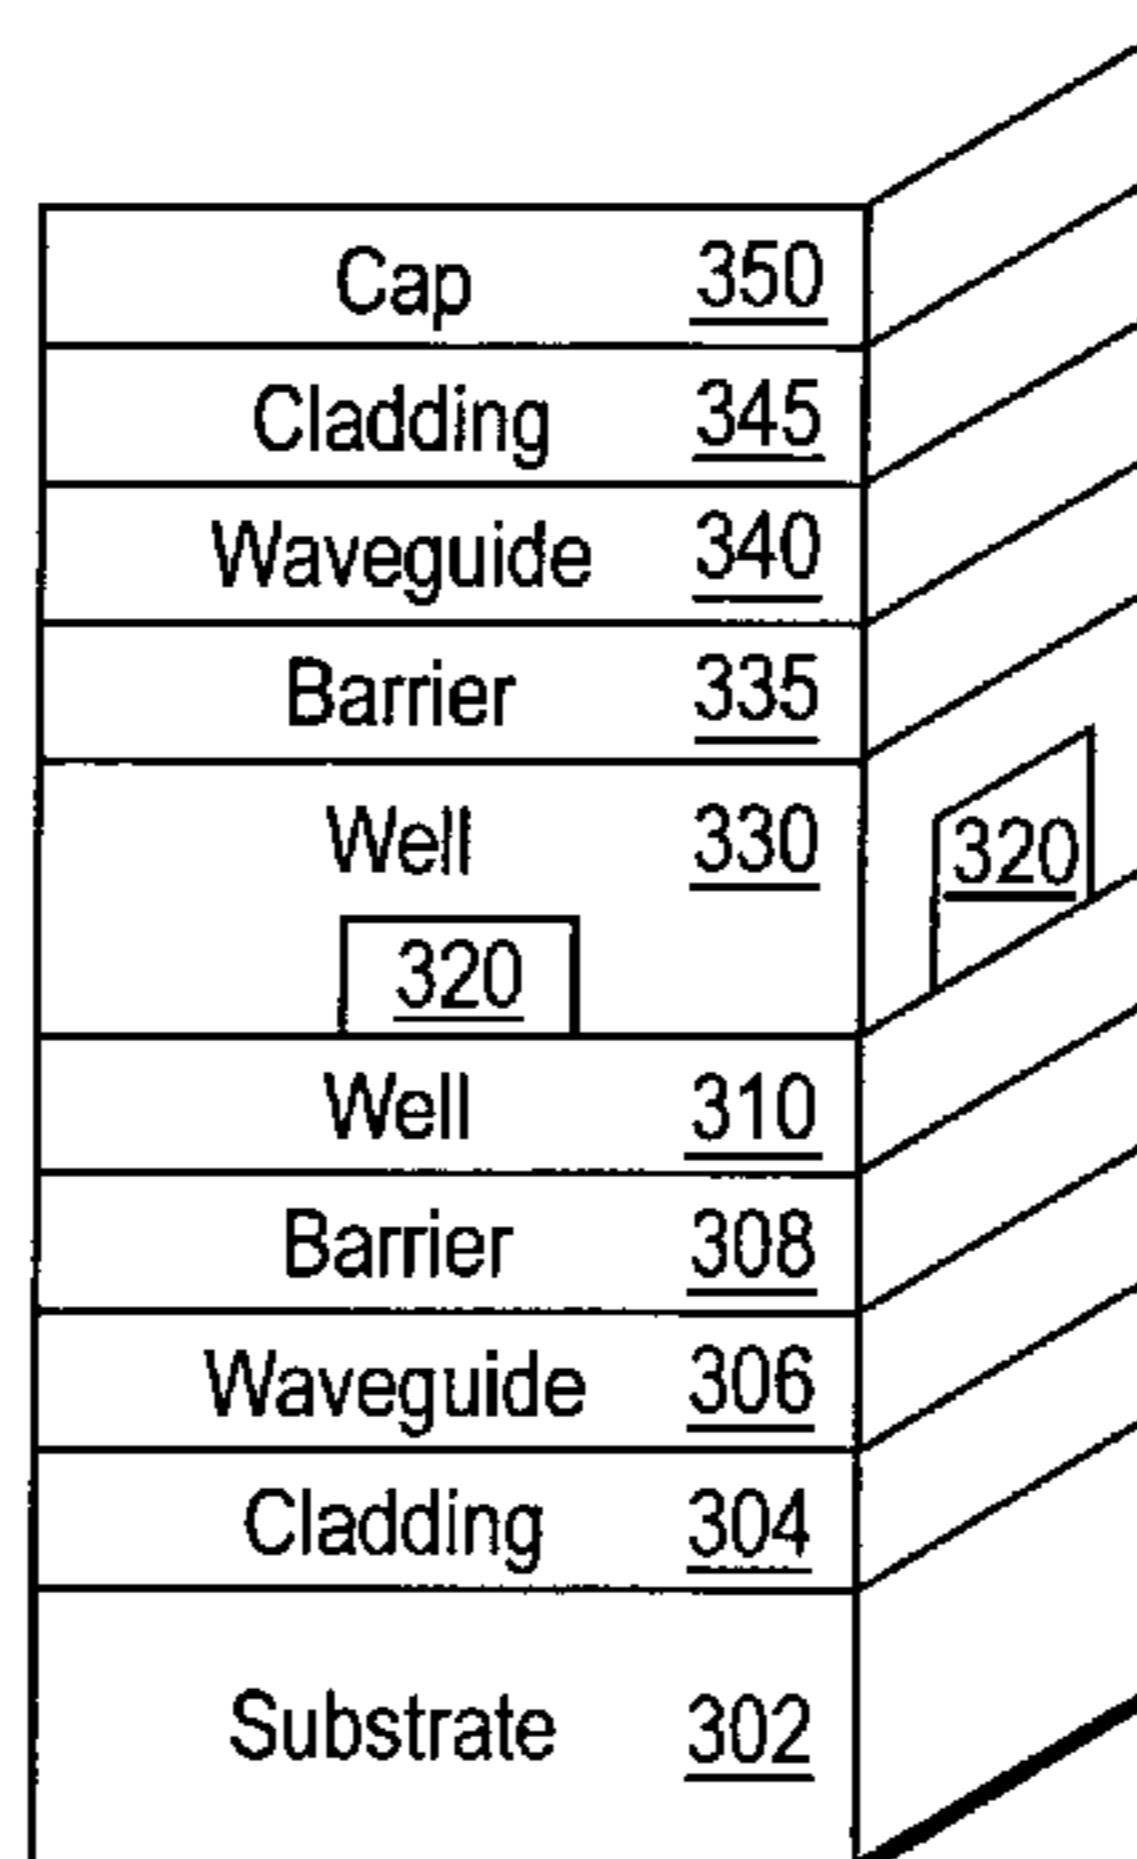 Cap 350
Cladding 345
Waveguide 340
Barrier 335
Well 330
320
320
Well 310
Barrier 308
Waveguide 306
Cladding 304
Substrate 302